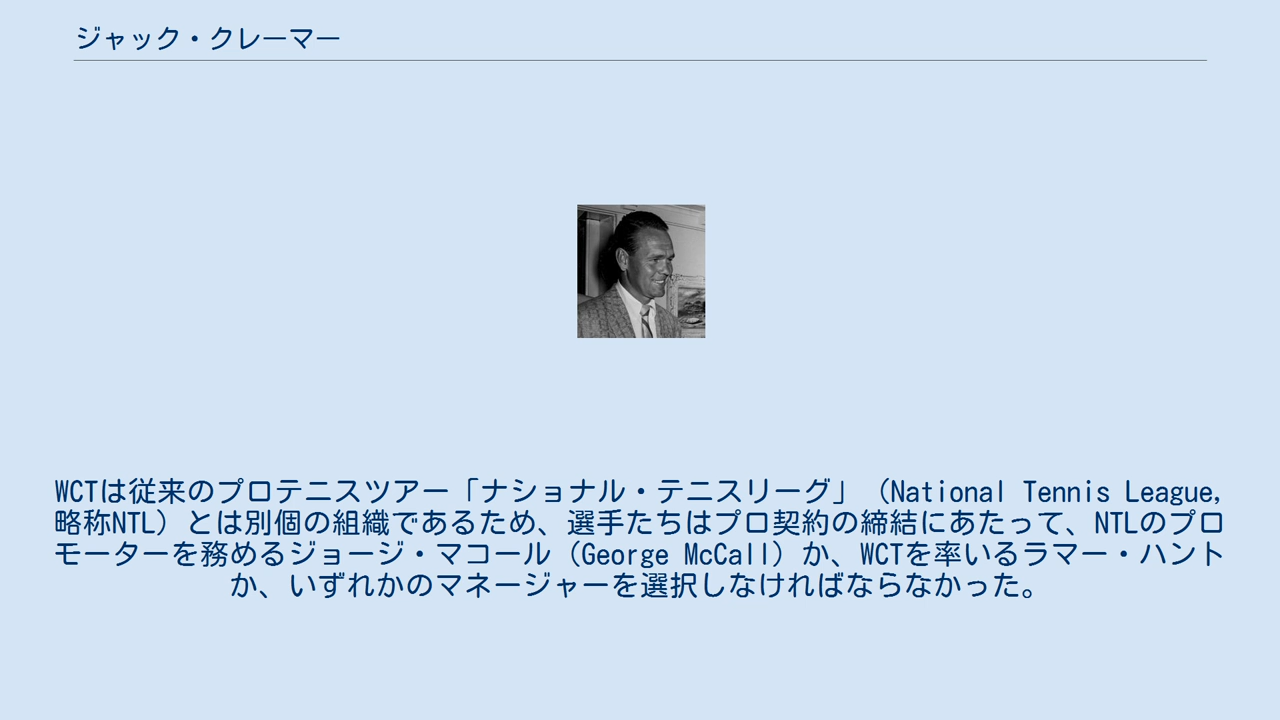 ジャック・クレーマー
WCTは従来のプロテニスツアー「ナショナル・テニスリーグ」（National Tennis League,
略称NTL）とは別個の組織であるため、選手たちはプロ契約の締結にあたって、NTLのプロ
モーターを務めるジョージ・マコール（George McCall）か、WCTを率いるラマー・ハント
か、いずれかのマネージャーを選択しなければならなかった。